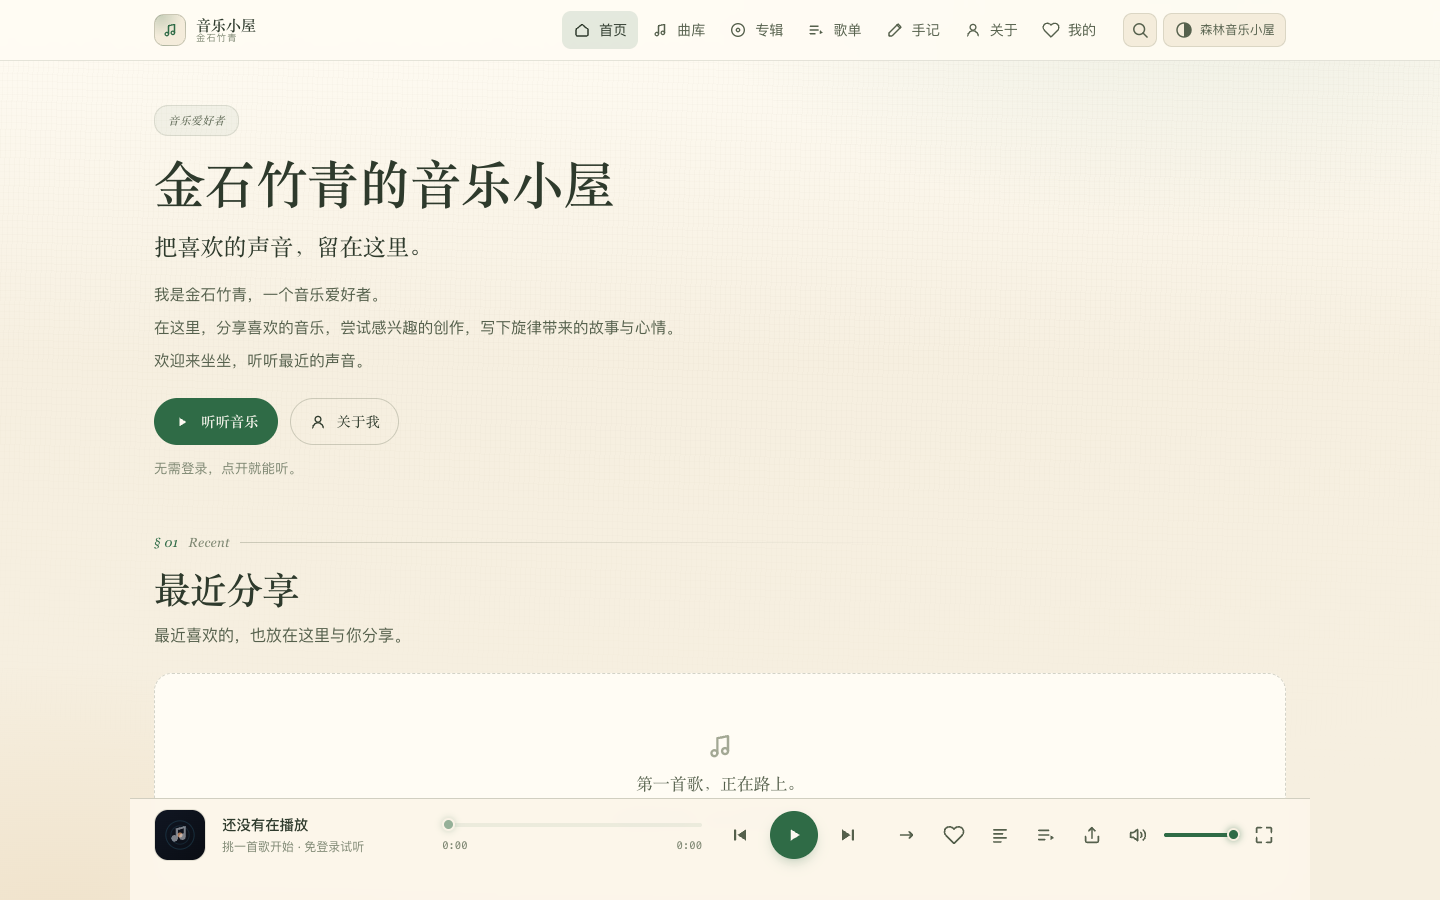 音乐小屋
金石竹青
首页
曲库
专辑
歌单
手记
关于
我的
森林音乐小屋
音乐爱好者
金石竹青的音乐小屋
把喜欢的声音，留在这里。
我是金石竹青，一个音乐爱好者。
在这里，分享喜欢的音乐，尝试感兴趣的创作，写下旋律带来的故事与心情。
欢迎来坐坐，听听最近的声音。
听听音乐
关于我
无需登录，点开就能听。
§ 01 Recent
最近分享
最近喜欢的，也放在这里与你分享。
第一首歌，正在路上。
还没有在播放
挑一首歌开始 · 免登录试听
0:00
0:00